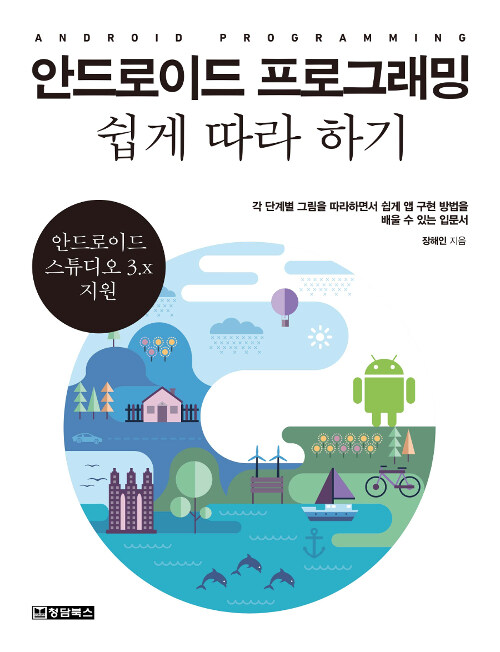 ANDROID PROGRAMMING
안드로이드 프로그래밍
쉽게 따라 하기
각 단계별 그림을 따라하면서 쉽게 앱 구현 방법을
배울 수 있는 입문서
장해인 지음
안드로이드
스튜디오 3.x
지원
청담북스